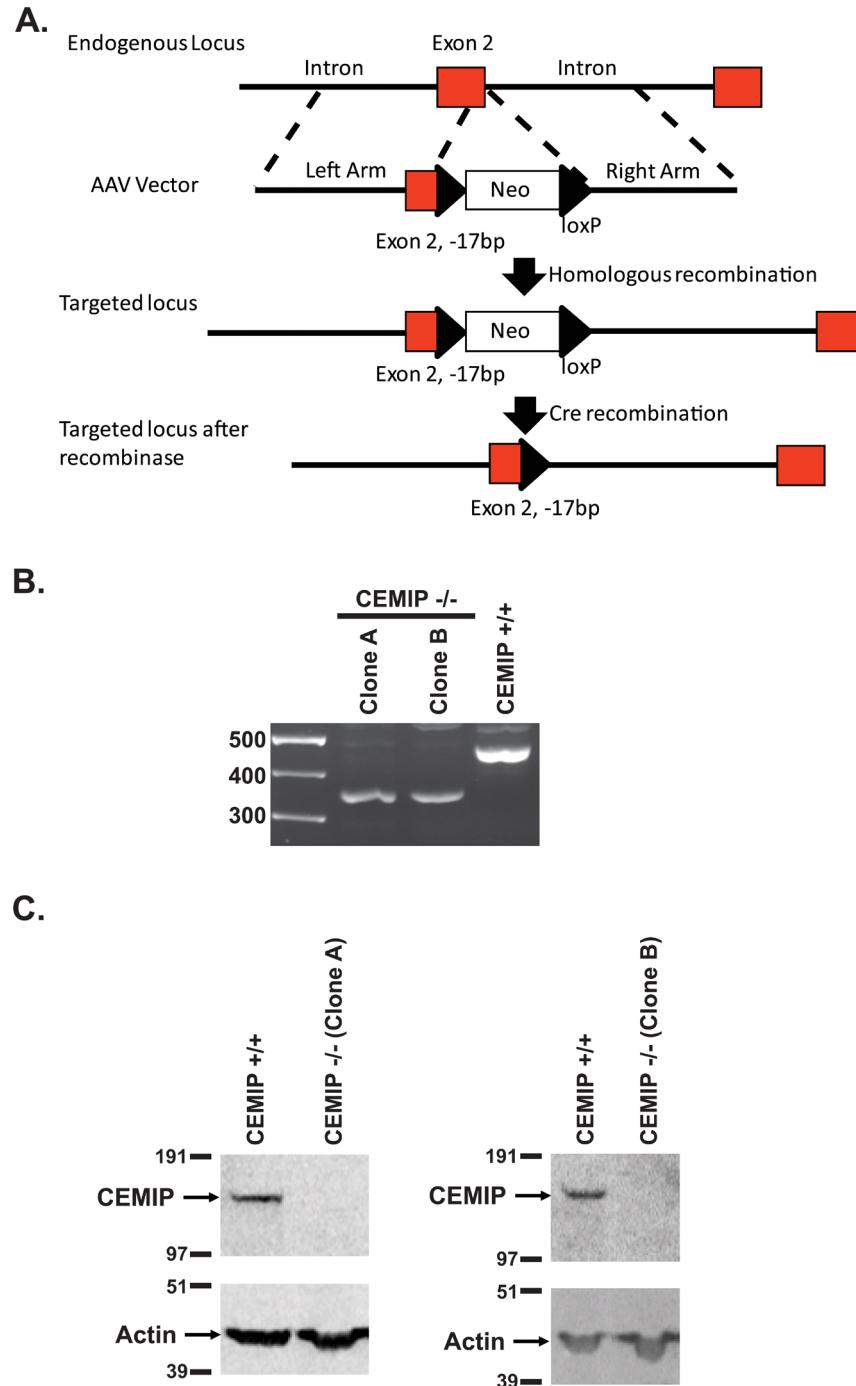 A.
Endogenous Locus
Exon 2
Intron
Intron
AAV Vector
Left Arm
Neo
Right Arm
loxP
Exon 2, -17bp
Homologous recombination
Targeted locus
Neo
loxP
Exon 2, -17bp
Cre recombination
Targeted locus after
recombinase
Exon 2, -17bp
B.
CEMIP -/-
Clone A
Clone B
CEMIP +/+
500
400
300
C.
CEMIP +/+
CEMIP -/- (Clone A)
191
CEMIP
97
51
Actin
39
CEMIP +/+
CEMIP -/- (Clone B)
191
CEMIP
97
51
Actin
39